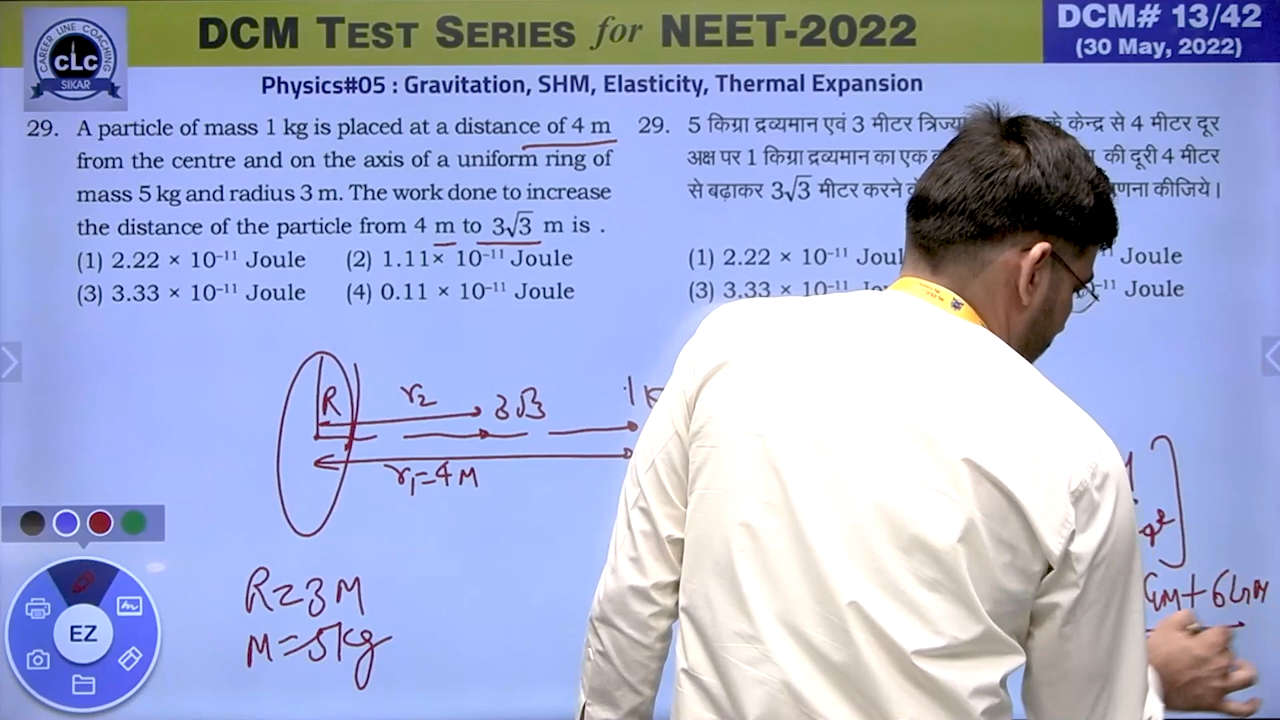 CAREER LINE COACHING
CLC
SIKAR
DCM TEST SERIES for NEET-2022
DCM# 13/42
(30 May, 2022)
Physics#05 : Gravitation, SHM, Elasticity, Thermal Expansion
29. A particle of mass 1 kg is placed at a distance of 4 m
from the centre and on the axis of a uniform ring of
mass 5 kg and radius 3 m. The work done to increase
the distance of the particle from 4 m to 3√3 m is .
(1) 2.22 × 10⁻¹¹ Joule (2) 1.11× 10⁻¹¹ Joule
(3) 3.33 × 10⁻¹¹ Joule (4) 0.11 × 10⁻¹¹ Joule
29. 5 किग्रा द्रव्यमान एवं 3 मीटर केन्द्र से 4 मीटर दूर
अक्ष पर 1 किग्रा द्रव्यमान का एक की दूरी 4 मीटर
से बढ़ाकर 3√3 मीटर करने कीजिये।
(1) 2.22 × 10⁻¹¹ Joule
(3) 3.33 × 10⁻¹¹ Joule
R
r₂
3√3
r₁=4M
R=3M
M=5kg
GM+6GM
EZ